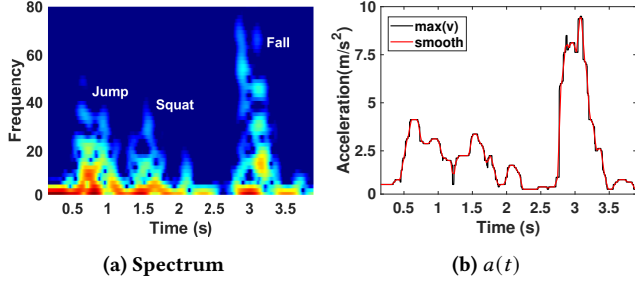 80
60
40
20
0
Frequency
Jump
Squat
Fall
0.5 1 1.5 2 2.5 3 3.5
Time (s)
(a) Spectrum
10
7.5
5
2.5
0
Acceleration(m/s²)
max(v)
smooth
0.5 1 1.5 2 2.5 3 3.5
Time (s)
(b) a(t)